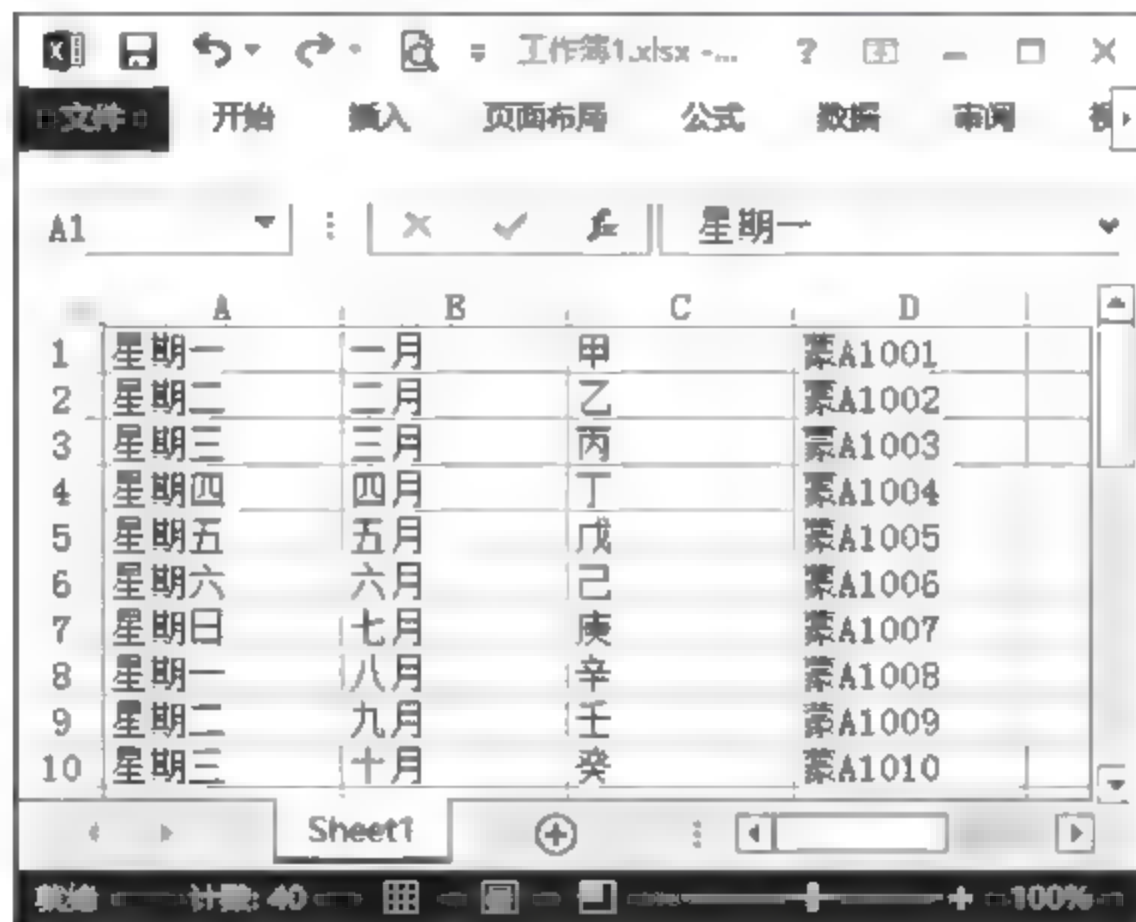 工作簿1.xlsx -...
文件 开始 插入 页面布局 公式 数据 审阅
A1 fx 星期一
A B C D
1 星期一 一月 甲 蒙A1001
2 星期二 二月 乙 蒙A1002
3 星期三 三月 丙 蒙A1003
4 星期四 四月 丁 蒙A1004
5 星期五 五月 戊 蒙A1005
6 星期六 六月 己 蒙A1006
7 星期日 七月 庚 蒙A1007
8 星期一 八月 辛 蒙A1008
9 星期二 九月 壬 蒙A1009
10 星期三 十月 癸 蒙A1010
Sheet1
就绪 计数: 40 100%